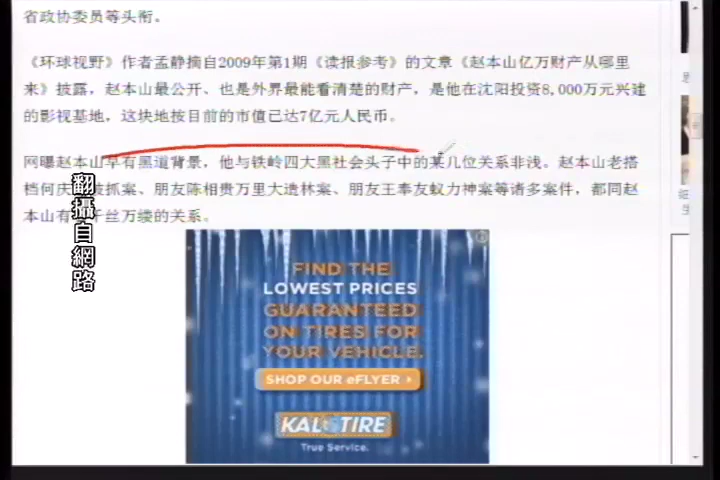 省政协委员等头衔。
《环球视野》作者孟静摘自2009年第1期《读报参考》的文章《赵本山亿万财产从哪里
来》披露，赵本山最公开、也是外界最能看清楚的财产，是他在沈阳投资8,000万元兴建
的影视基地，这块地按目前的市值已达7亿元人民币。
网曝赵本山早有黑道背景，他与铁岭四大黑社会头子中的某几位关系非浅。赵本山老搭
档何庆 被抓案、朋友陈相贵万里大造林案、朋友王奉友蚁力神案等诸多案件，都同赵
本山有 千丝万缕的关系。
翻攝自網路
FIND THE
LOWEST PRICES
GUARANTEED
ON TIRES FOR
YOUR VEHICLE.
SHOP OUR eFLYER
KAL TIRE
True Service.